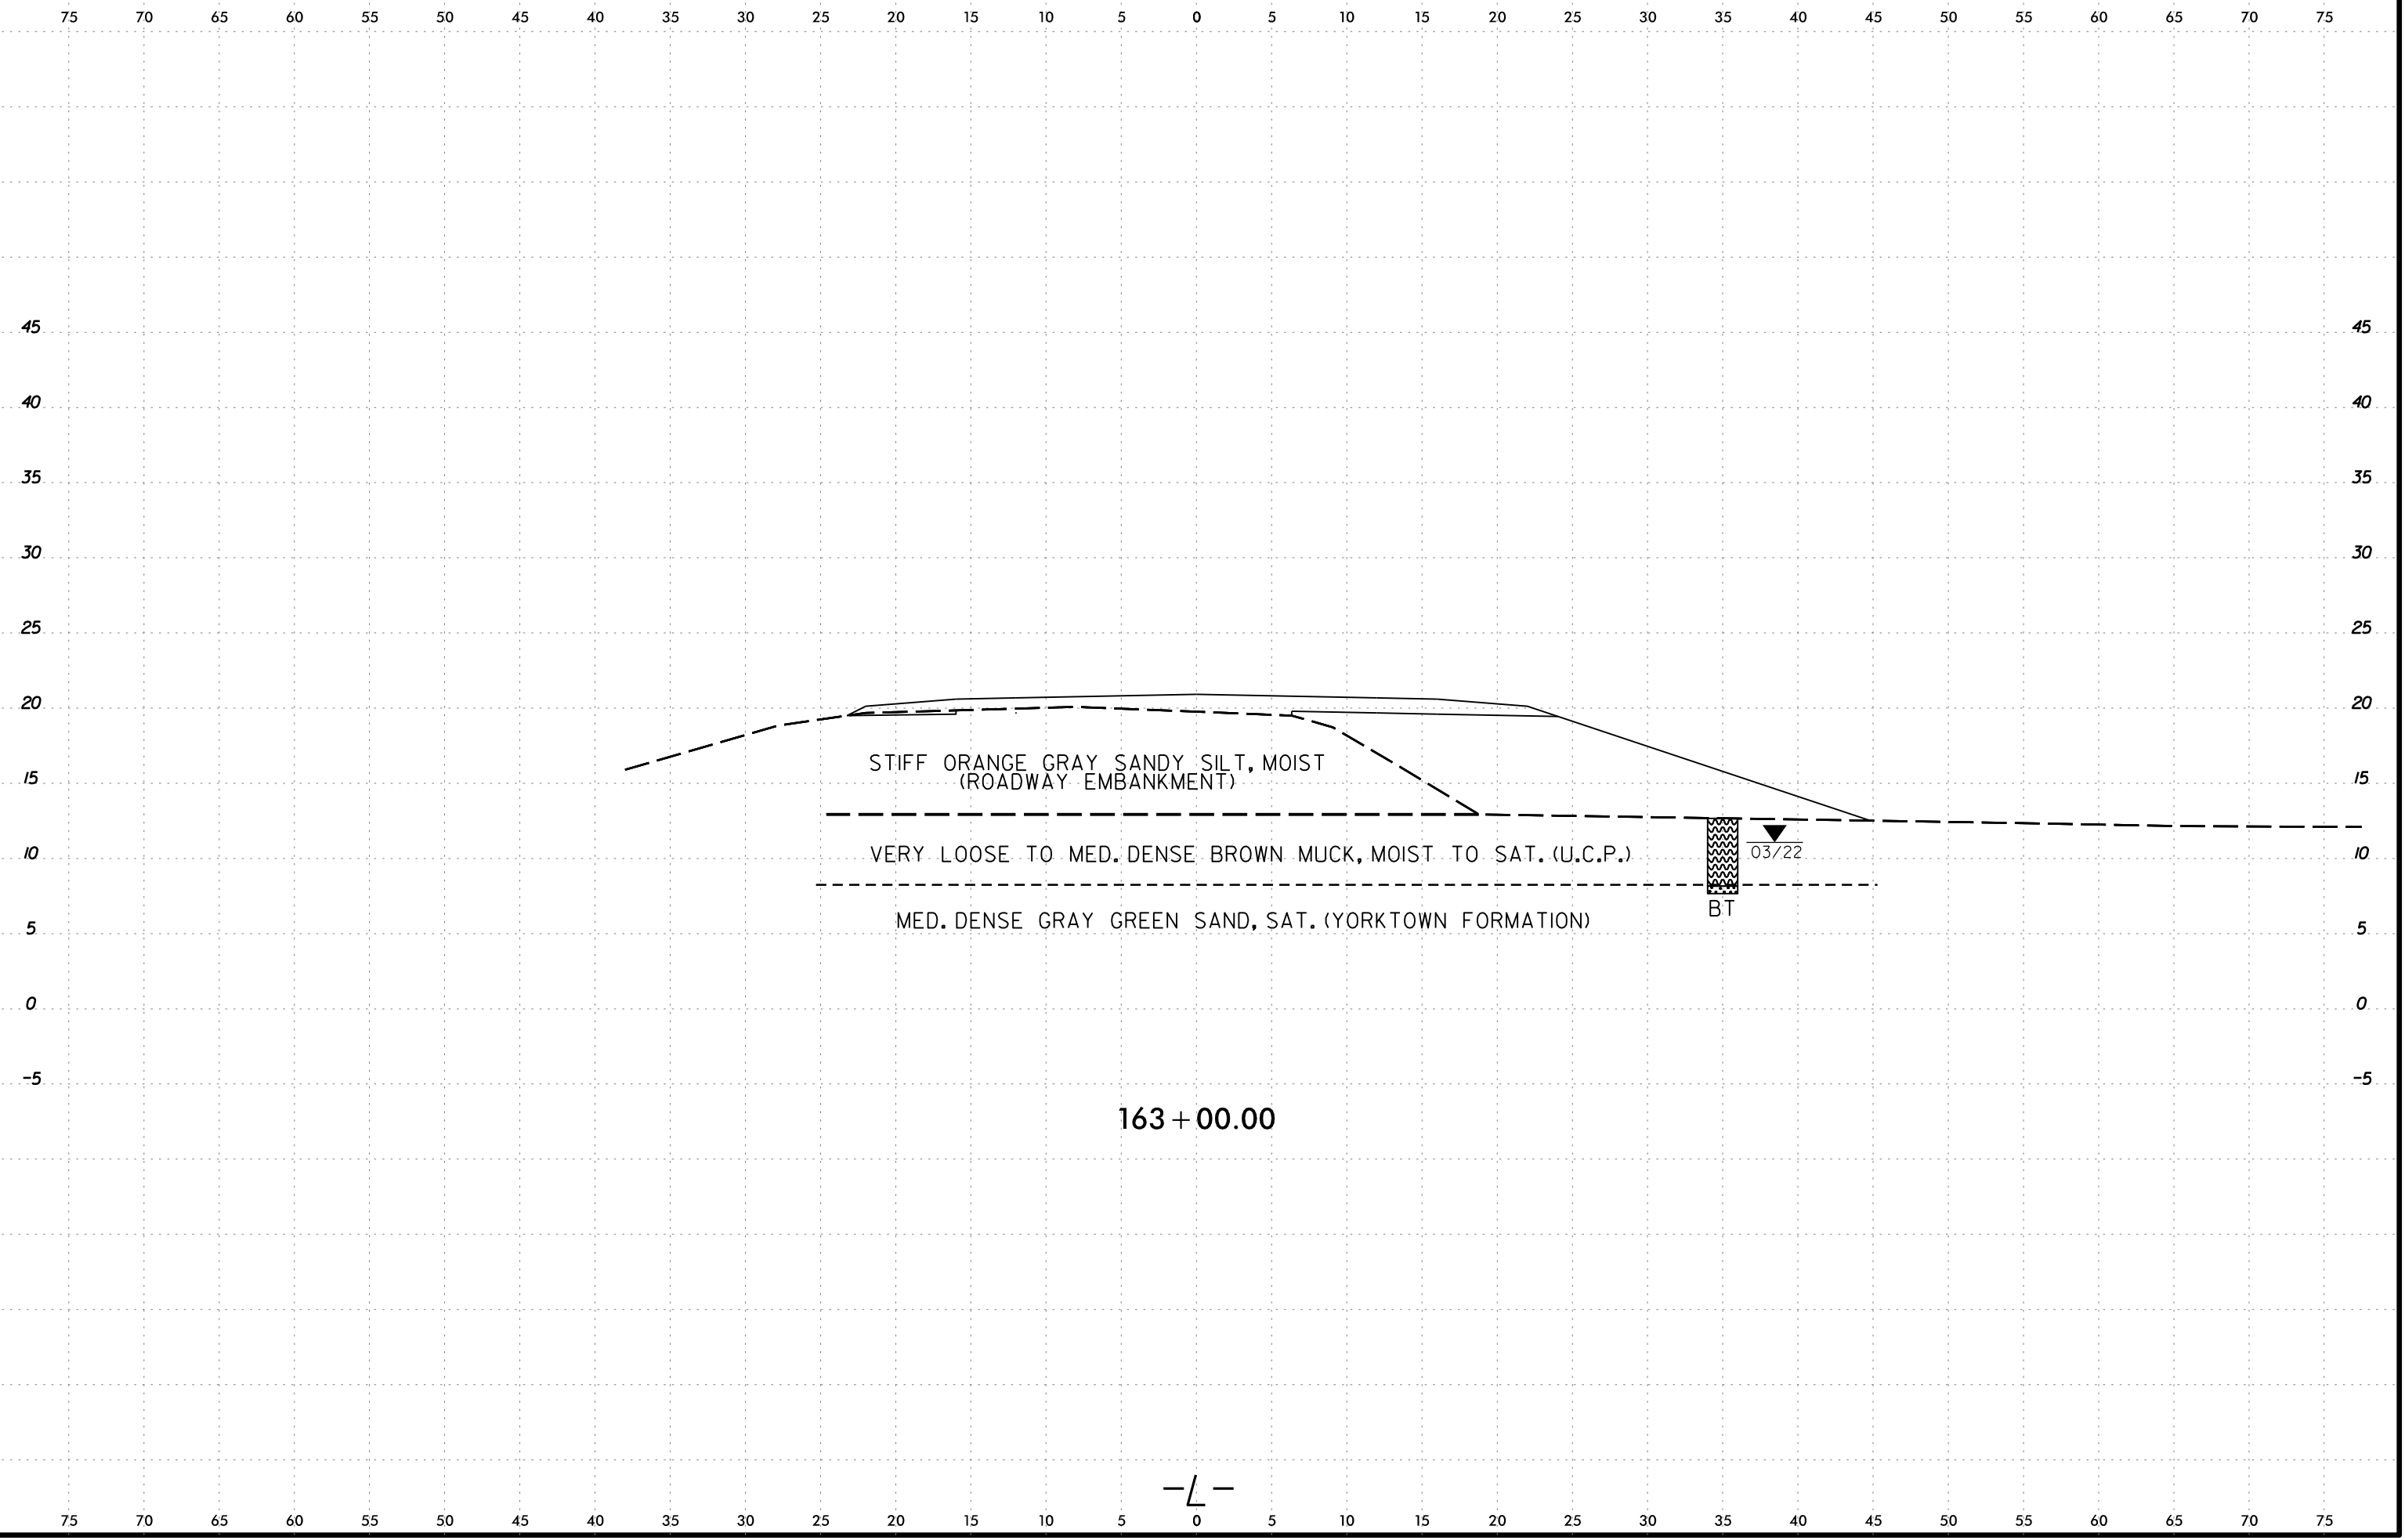 75 70 65 60 55 50 45 40 35 30 25 20 15 10 5 0 5 10 15 20 25 30 35 40 45 50 55 60 65 70 75
45 45
40 40
35 35
30 30
25 25
20 20
STIFF ORANGE GRAY SANDY SILT, MOIST
15 (ROADWAY EMBANKMENT) 15
10 VERY LOOSE TO MED. DENSE BROWN MUCK, MOIST TO SAT. (U.C.P.) 03/22 10
BT
5 MED. DENSE GRAY GREEN SAND, SAT. (YORKTOWN FORMATION) 5
0 0
-5 -5
163+00.00
-L-
75 70 65 60 55 50 45 40 35 30 25 20 15 10 5 0 5 10 15 20 25 30 35 40 45 50 55 60 65 70 75